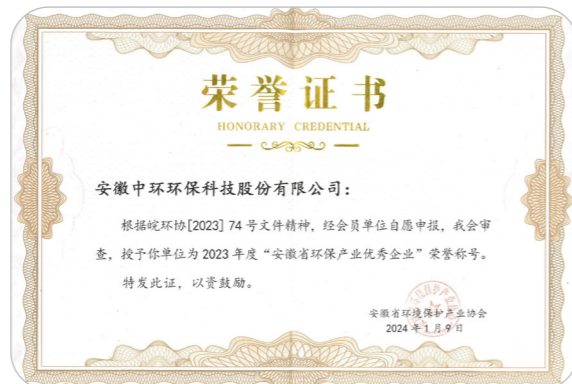 荣誉证书
HONORARY CREDENTIAL
安徽中环环保科技股份有限公司：
根据皖环协[2023] 74 号文件精神，经会员单位自愿申报，我会审
查，授予你单位为 2023 年度“安徽省环保产业优秀企业”荣誉称号。
特发此证，以资鼓励。
安徽省环境保护产业协会
2024 年 1 月 9 日